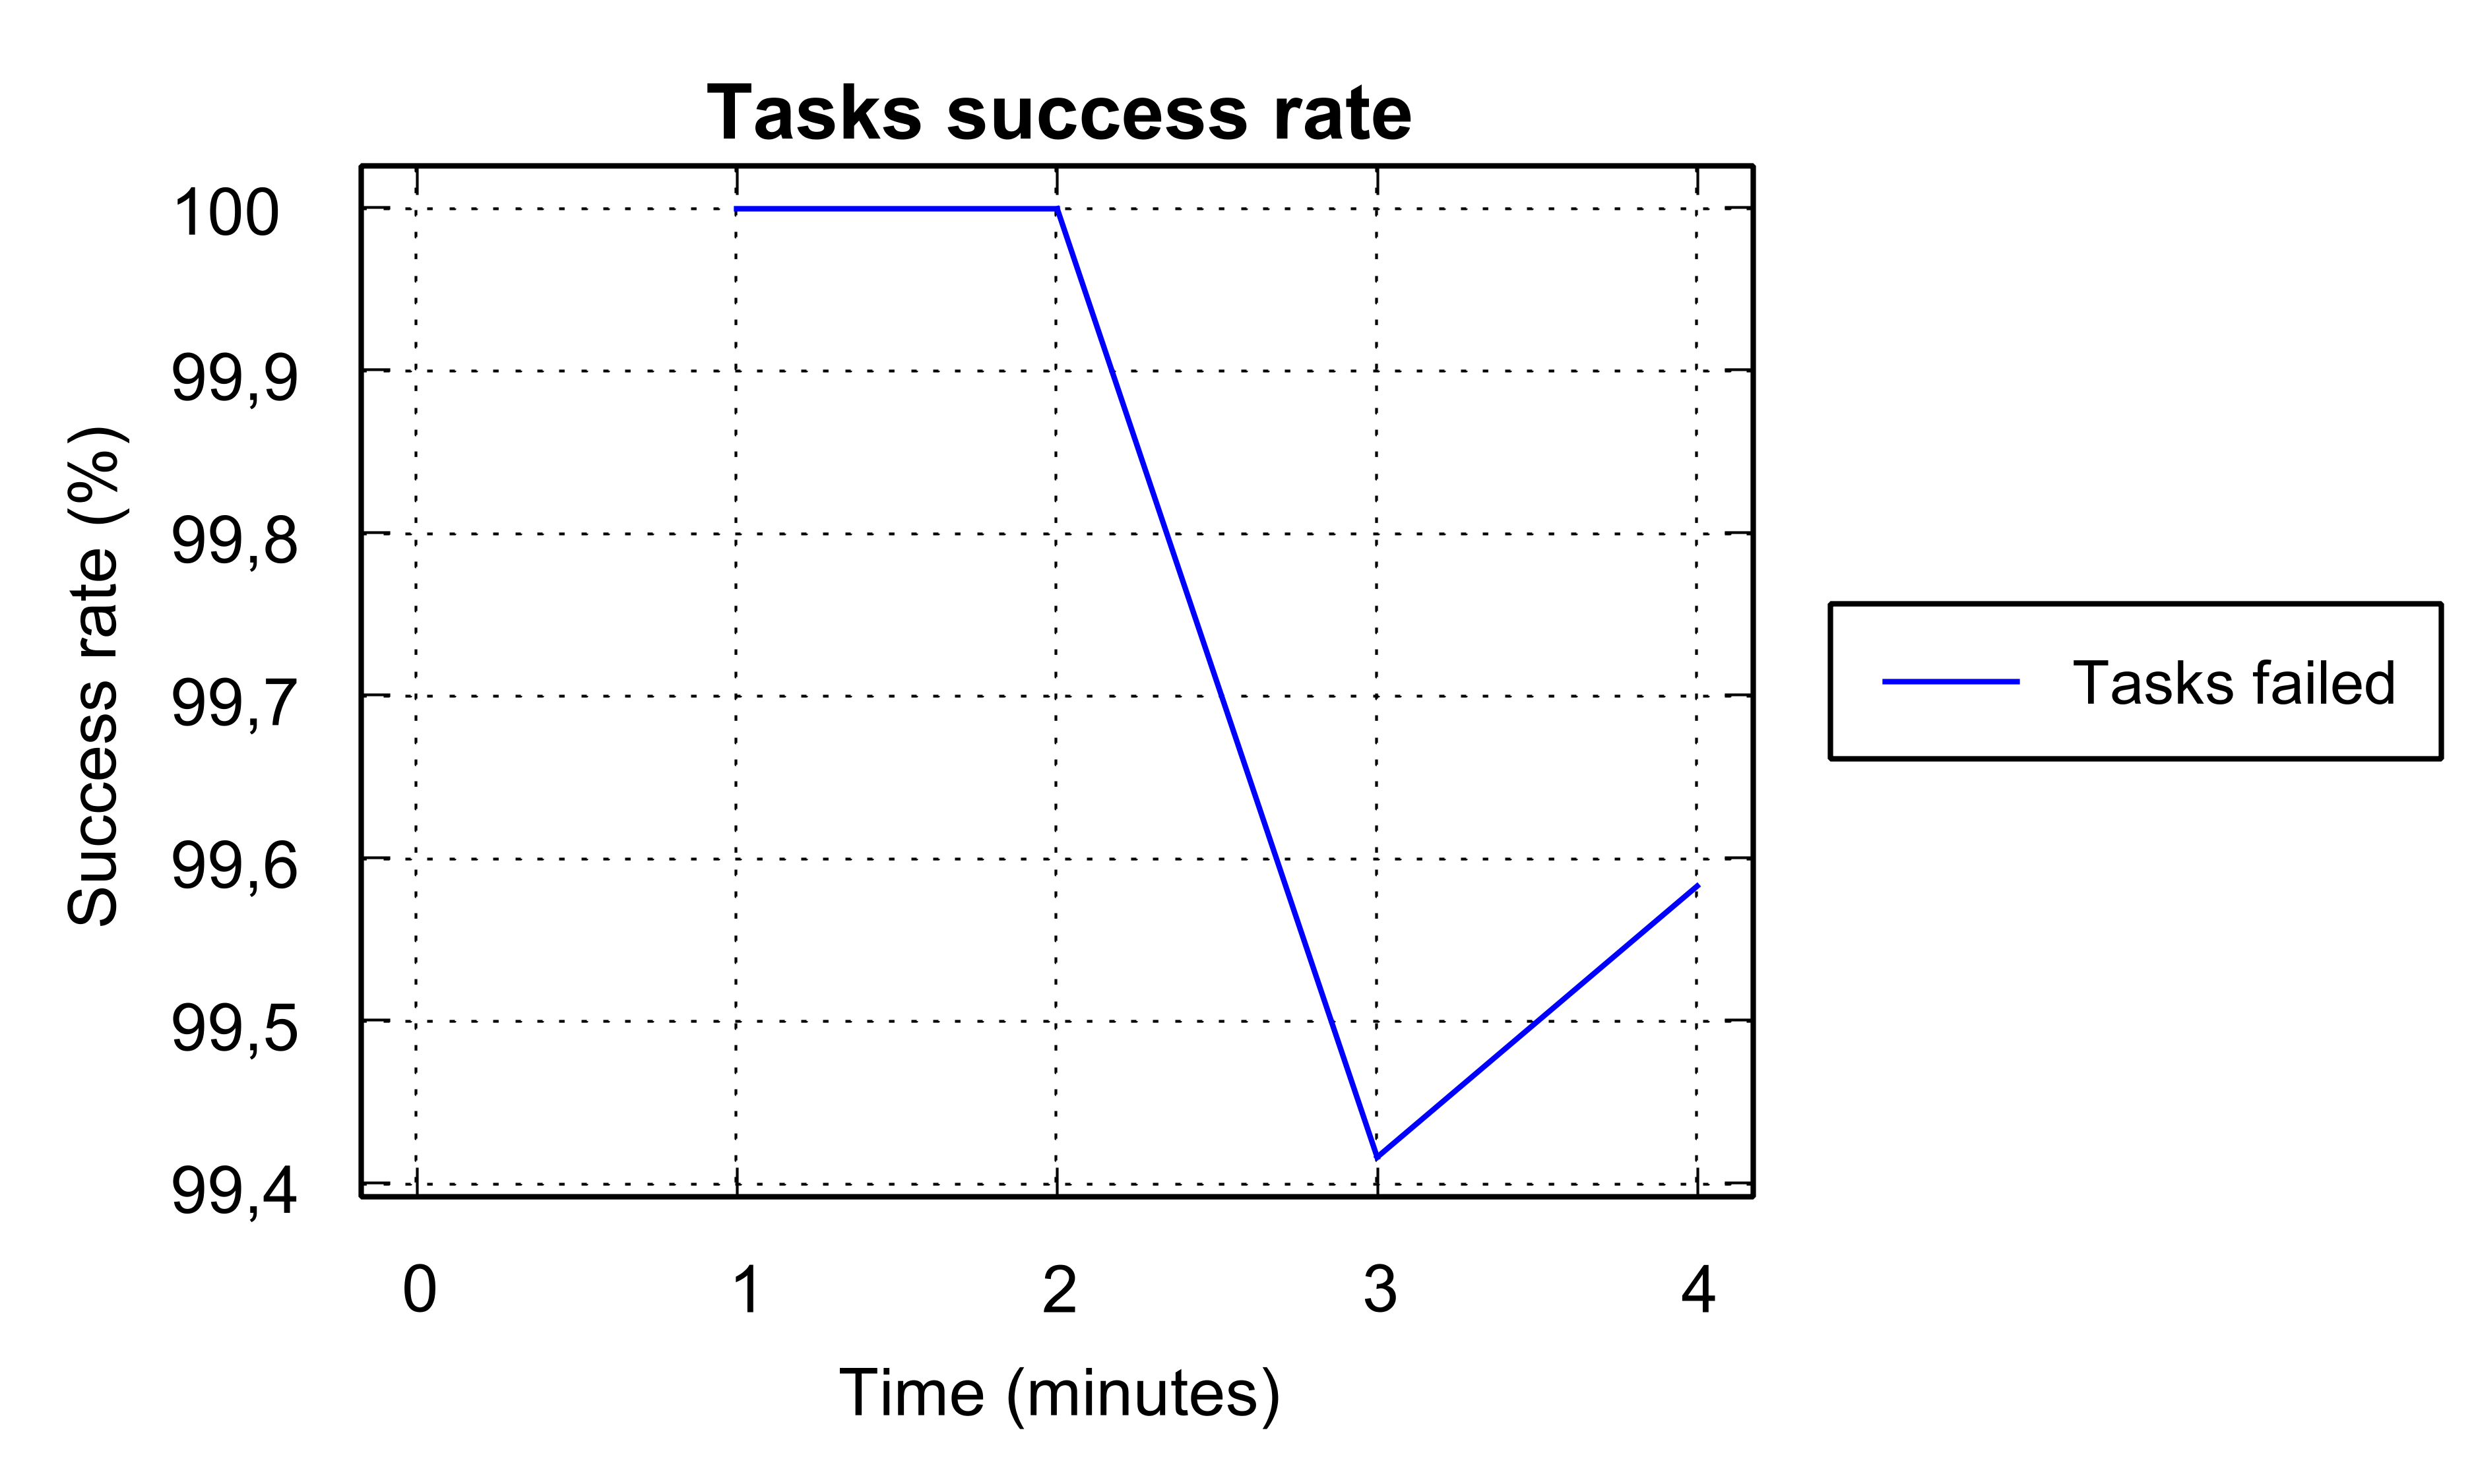 Tasks success rate
100
99,9
99,8
99,7
99,6
99,5
99,4
Success rate (%)
0 1 2 3 4
Time (minutes)
Tasks failed